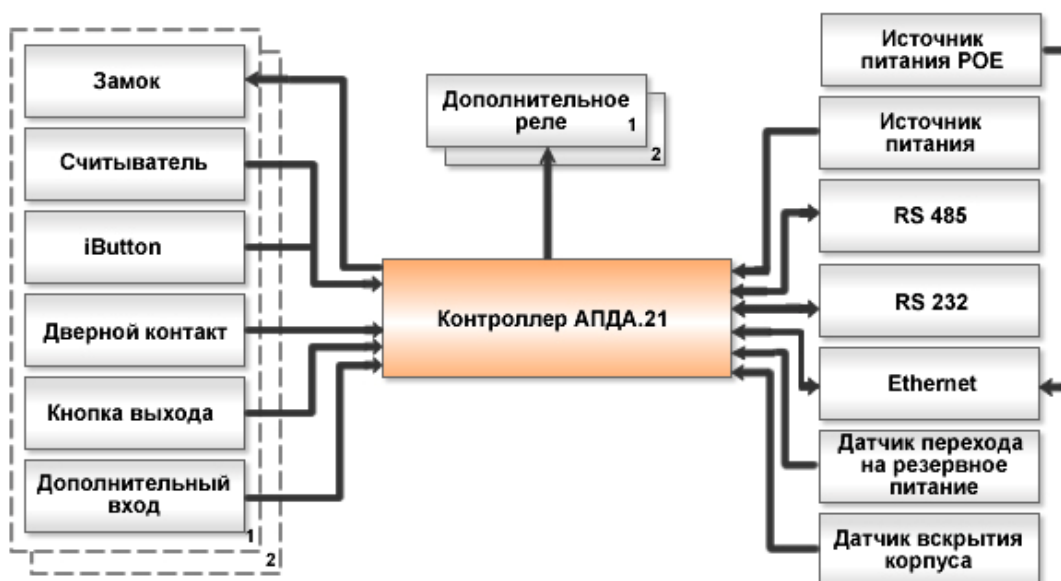 Замок
Считыватель
iButton
Дверной контакт
Кнопка выхода
Дополнительный
вход
1
2
Дополнительное
реле
1
2
Контроллер АПДА.21
Источник
питания POE
Источник
питания
RS 485
RS 232
Ethernet
Датчик перехода
на резервное
питание
Датчик вскрытия
корпуса